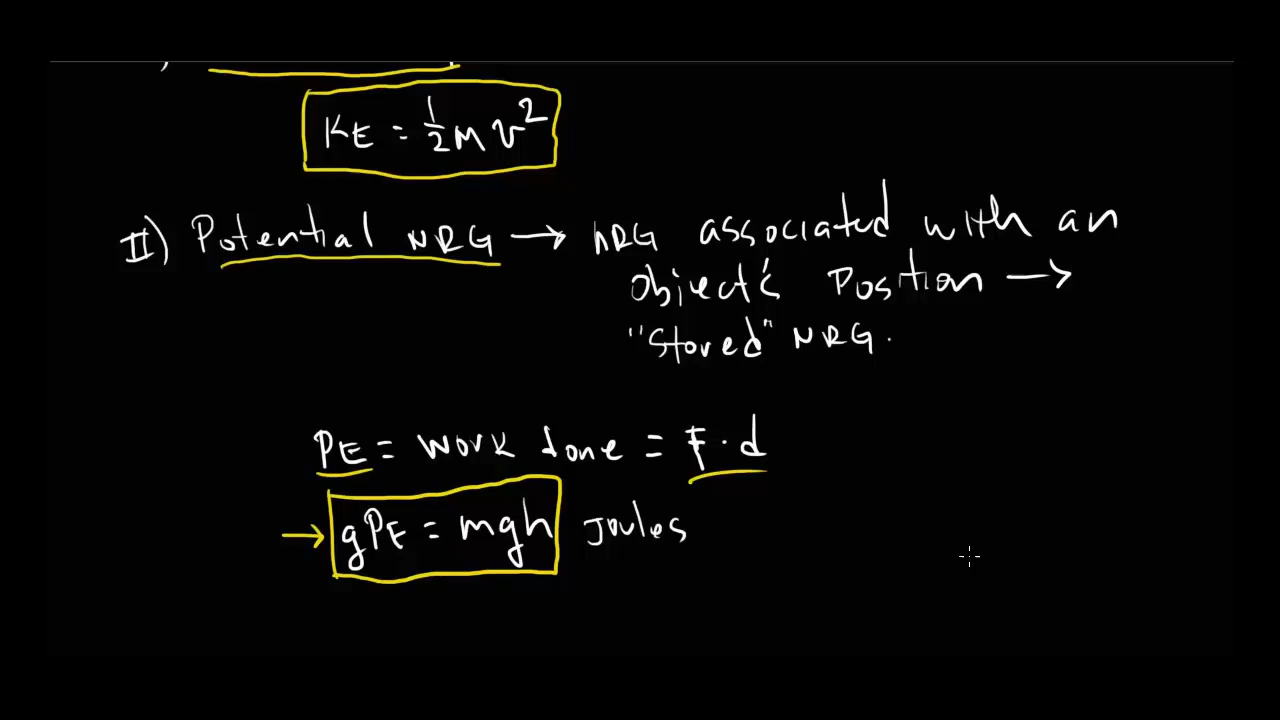 KE = 1/2 m v²
II) Potential NRG → NRG associated with an
object's position →
"Stored" NRG.
PE = work done = F · d
→ gPE = mgh Joules